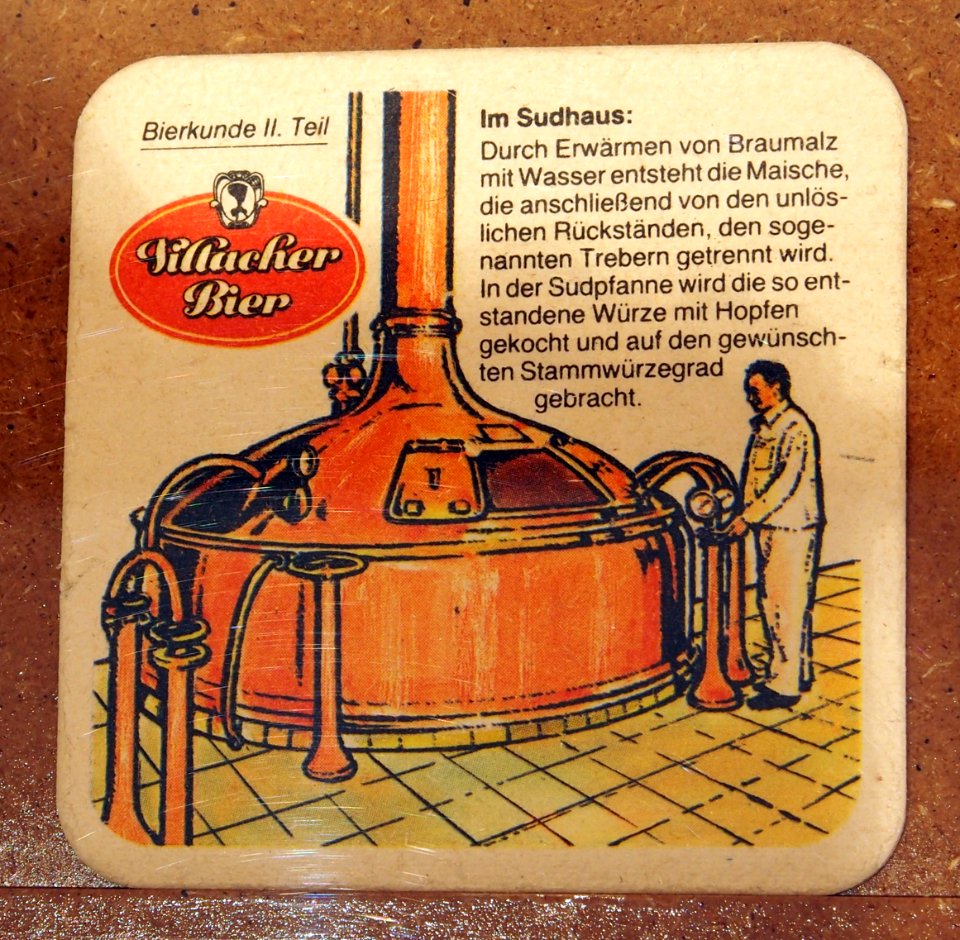 Bierkunde II. Teil
Villacher
Bier
Im Sudhaus:
Durch Erwärmen von Braumalz
mit Wasser entsteht die Maische,
die anschließend von den unlös-
lichen Rückständen, den soge-
nannten Trebern getrennt wird.
In der Sudpfanne wird die so ent-
standene Würze mit Hopfen
gekocht und auf den gewünsch-
ten Stammwürzegrad
gebracht.